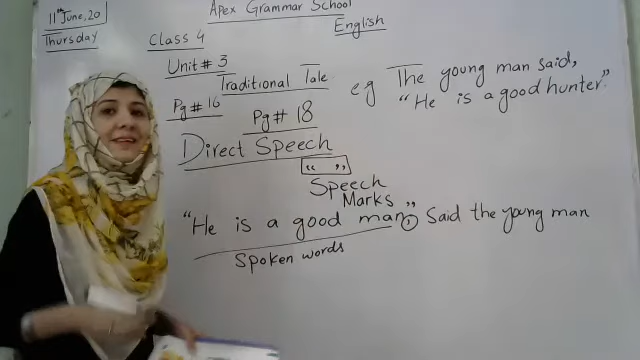 Apex Grammar School
11th June, 20
Thursday
English
Class 4
Unit # 3
Traditional Tale
Pg # 16
Pg # 18
e.g The young man said,
"He is a good hunter."
Direct Speech
" "
Speech
Marks
"He is a good man," Said the young man
Spoken words